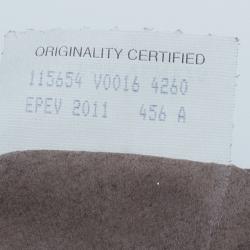 ORIGINALITY CERTIFIED
115654 V0016 4260
EPEV 2011 456 A